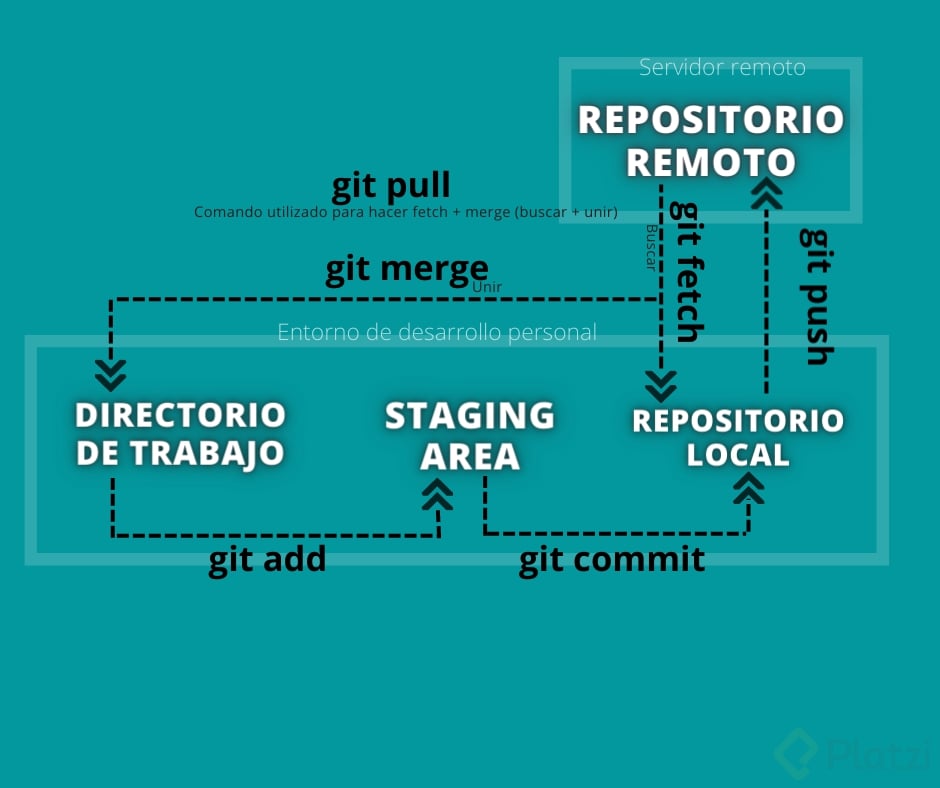 Servidor remoto
REPOSITORIO
REMOTO
git pull
Comando utilizado para hacer fetch + merge (buscar + unir)
git fetch
Buscar
git push
git merge
Unir
Entorno de desarrollo personal
DIRECTORIO
DE TRABAJO
STAGING
AREA
REPOSITORIO
LOCAL
git add
git commit
Platzi